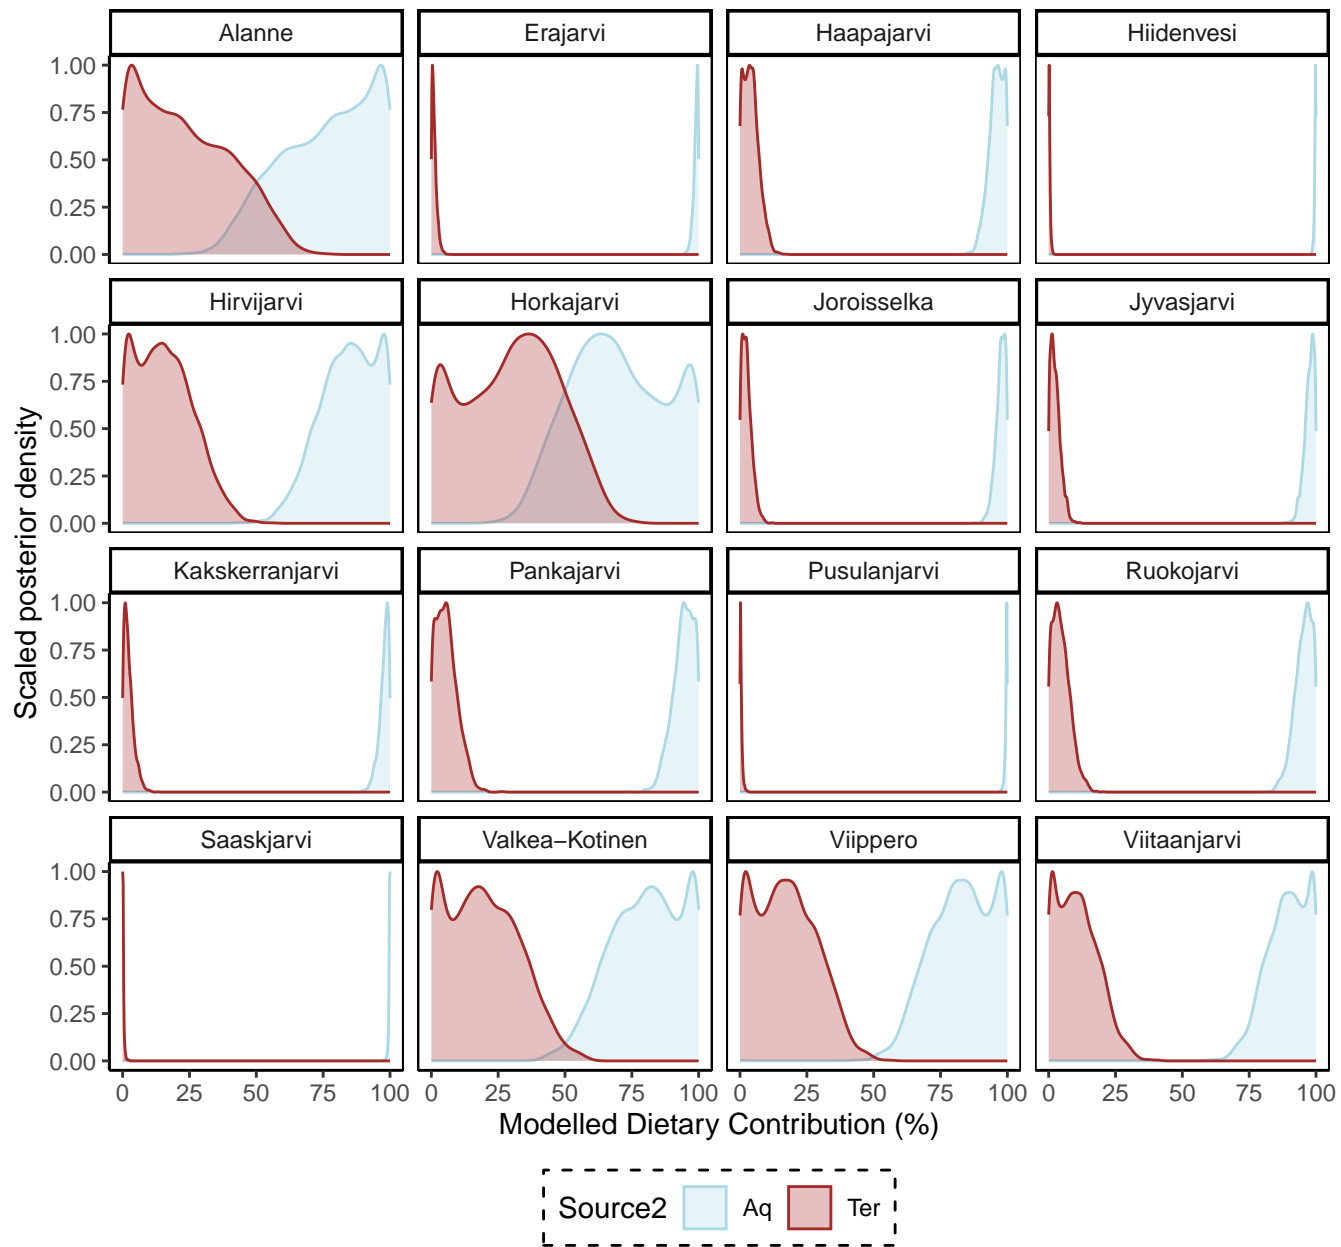 Alanne Erajarvi Haapajarvi Hiidenvesi
1.00
0.75
0.50
0.25
0.00
Hirvijarvi Horkajarvi Joroisselka Jyvasjarvi
1.00
0.75
0.50
0.25
0.00
Kakskerranjarvi Pankajarvi Pusulanjarvi Ruokojarvi
1.00
0.75
0.50
0.25
0.00
Saaskjarvi Valkea−Kotinen Viippero Viitaanjarvi
1.00
0.75
0.50
0.25
0.00
Scaled posterior density
0 25 50 75 100 0 25 50 75 100 0 25 50 75 100 0 25 50 75 100
Modelled Dietary Contribution (%)
Source2 Aq Ter